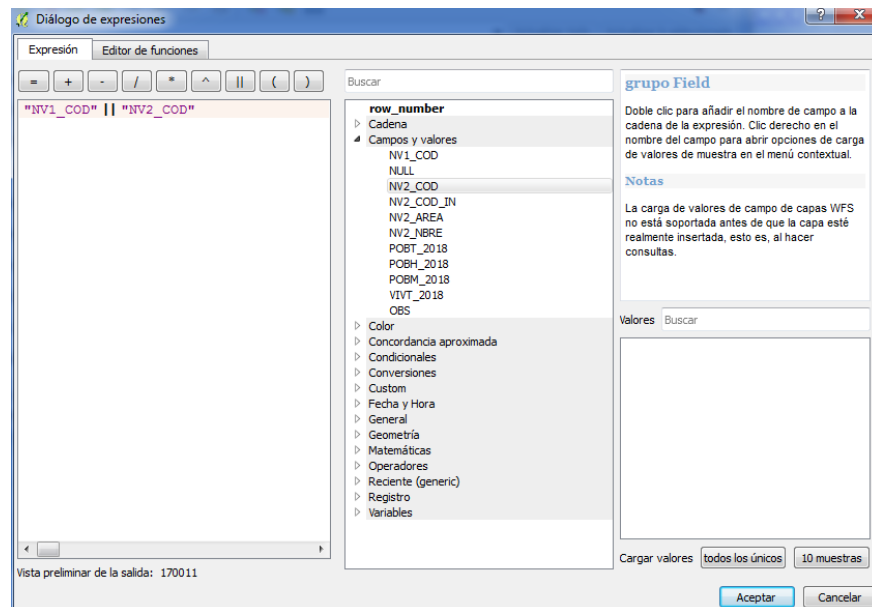 Diálogo de expresiones
Expresión
Editor de funciones
= + - / * ^ || ( )
"NV1_COD" || "NV2_COD"
Vista preliminar de la salida: 170011
Buscar
row_number
Cadena
Campos y valores
NV1_COD
NULL
NV2_COD
NV2_COD_IN
NV2_AREA
NV2_NBRE
POBT_2018
POBH_2018
POBM_2018
VIVT_2018
OBS
Color
Concordancia aproximada
Condicionales
Conversiones
Custom
Fecha y Hora
General
Geometría
Matemáticas
Operadores
Reciente (generic)
Registro
Variables
grupo Field
Doble clic para añadir el nombre de campo a la
cadena de la expresión. Clic derecho en el
nombre del campo para abrir opciones de carga
de valores de muestra en el menú contextual.
Notas
La carga de valores de campo de capas WFS
no está soportada antes de que la capa esté
realmente insertada, esto es, al hacer
consultas.
Valores Buscar
Cargar valores todos los únicos 10 muestras
Aceptar Cancelar